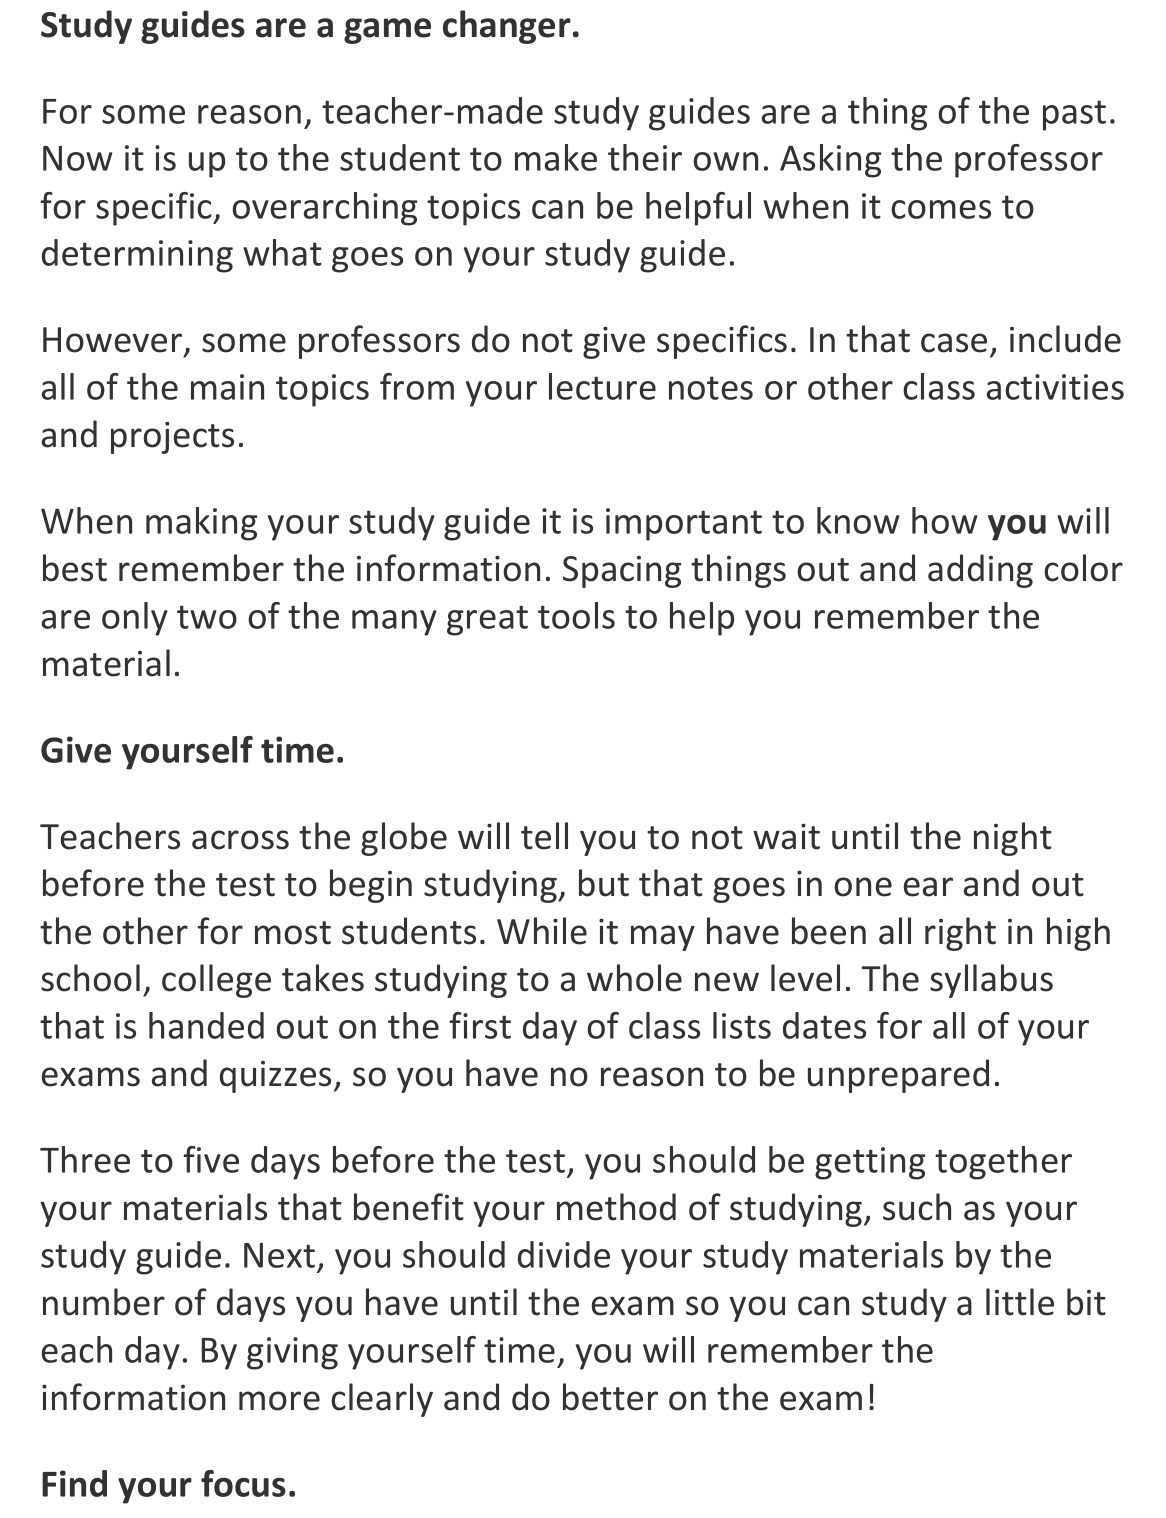 Study guides are a game changer.
For some reason, teacher-made study guides are a thing of the past.
Now it is up to the student to make their own. Asking the professor
for specific, overarching topics can be helpful when it comes to
determining what goes on your study guide.
However, some professors do not give specifics. In that case, include
all of the main topics from your lecture notes or other class activities
and projects.
When making your study guide it is important to know how you will
best remember the information. Spacing things out and adding color
are only two of the many great tools to help you remember the
material.
Give yourself time.
Teachers across the globe will tell you to not wait until the night
before the test to begin studying, but that goes in one ear and out
the other for most students. While it may have been all right in high
school, college takes studying to a whole new level. The syllabus
that is handed out on the first day of class lists dates for all of your
exams and quizzes, so you have no reason to be unprepared.
Three to five days before the test, you should be getting together
your materials that benefit your method of studying, such as your
study guide. Next, you should divide your study materials by the
number of days you have until the exam so you can study a little bit
each day. By giving yourself time, you will remember the
information more clearly and do better on the exam!
Find your focus.